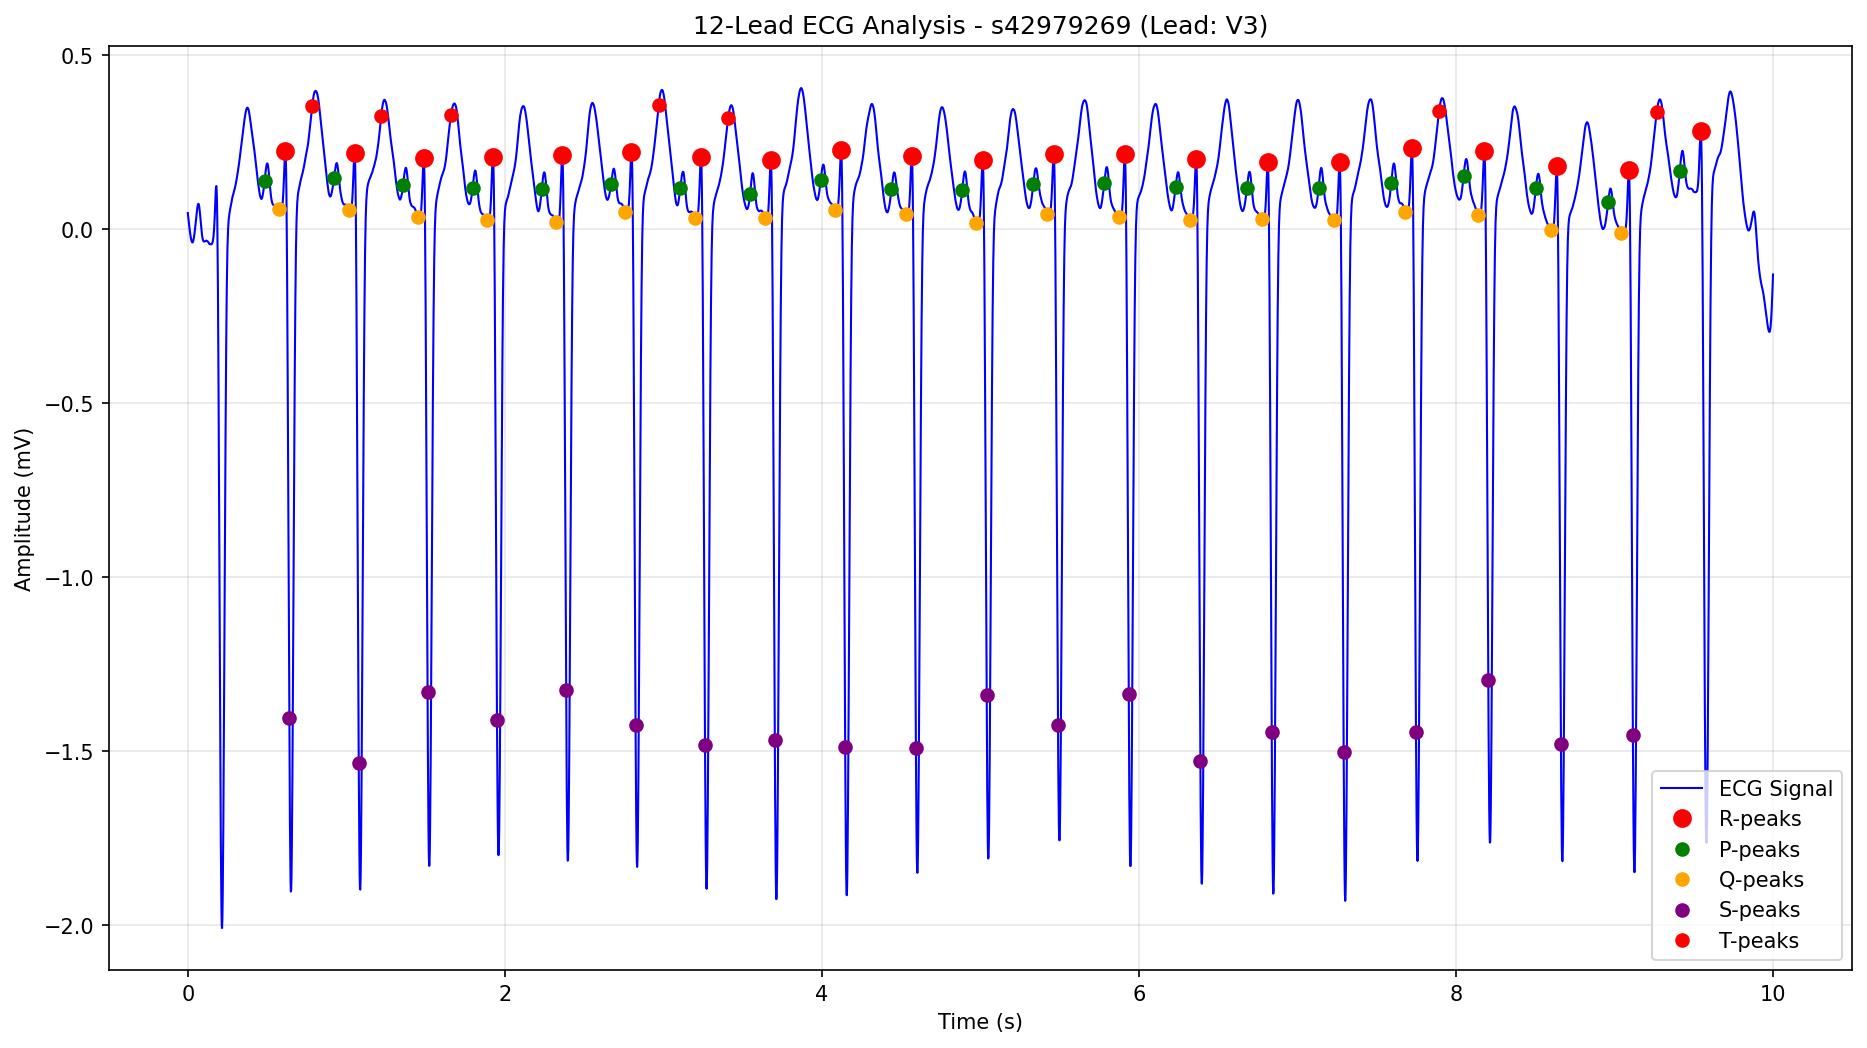 12-Lead ECG Analysis - s42979269 (Lead: V3)
Amplitude (mV)
0.5
0.0
−0.5
−1.0
−1.5
−2.0
ECG Signal
R-peaks
P-peaks
Q-peaks
S-peaks
T-peaks
0 2 4 6 8 10
Time (s)